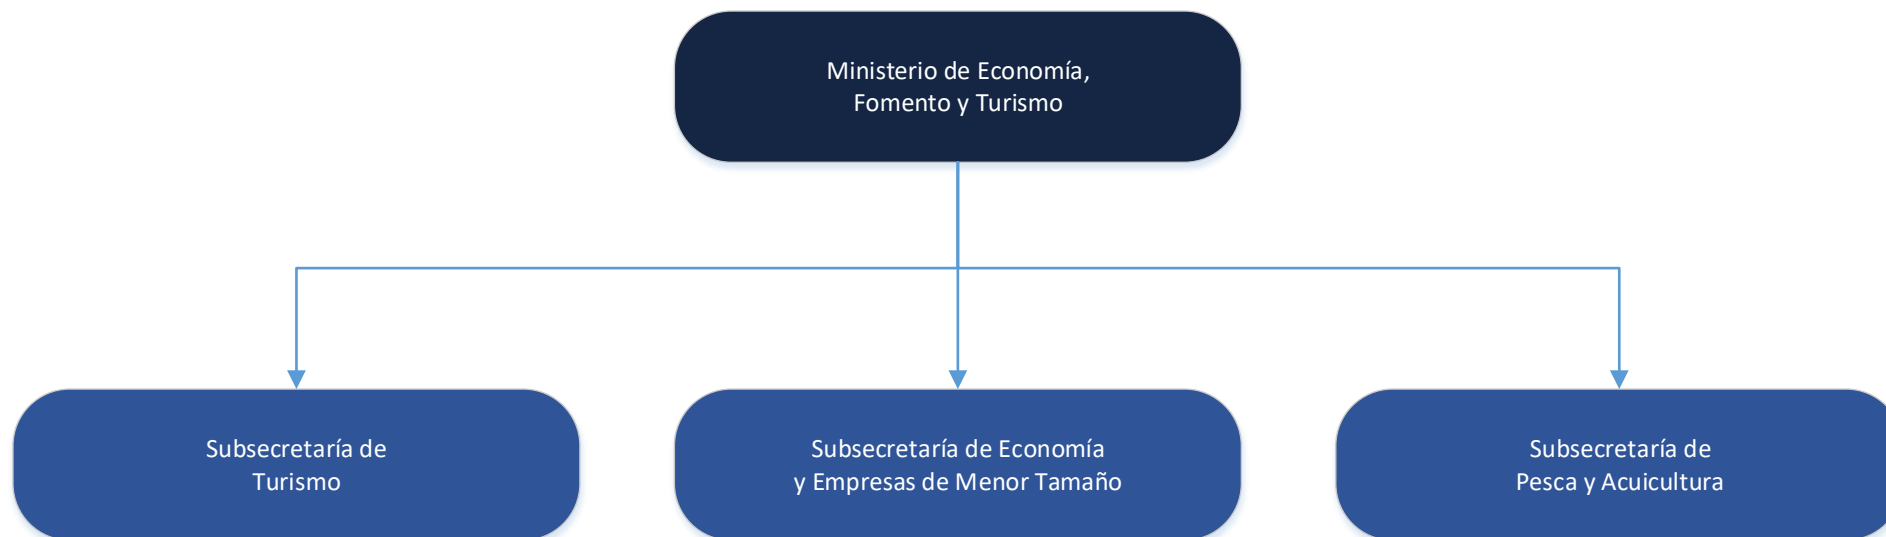 Ministerio de Economía,
Fomento y Turismo
Subsecretaría de
Turismo
Subsecretaría de Economía
y Empresas de Menor Tamaño
Subsecretaría de
Pesca y Acuicultura